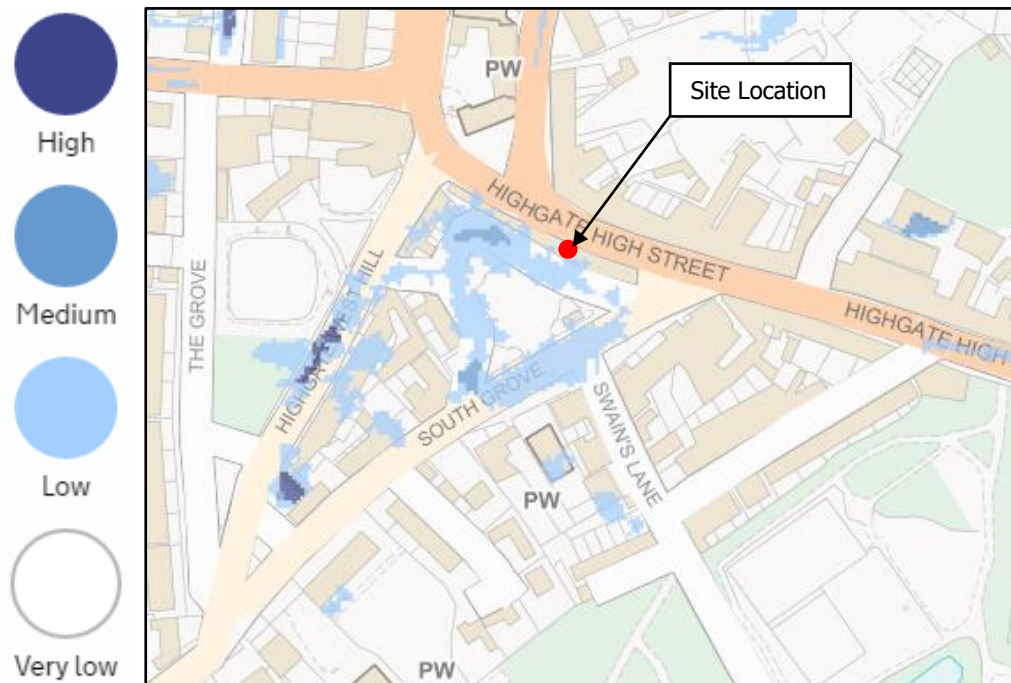 High
Medium
Low
Very low
Site Location
PW
HIGHGATE HIGH STREET
HIGHGATE HIGH
THE GROVE
HIGHGATE WEST HILL
SOUTH GROVE
SWAIN'S LANE
PW
PW